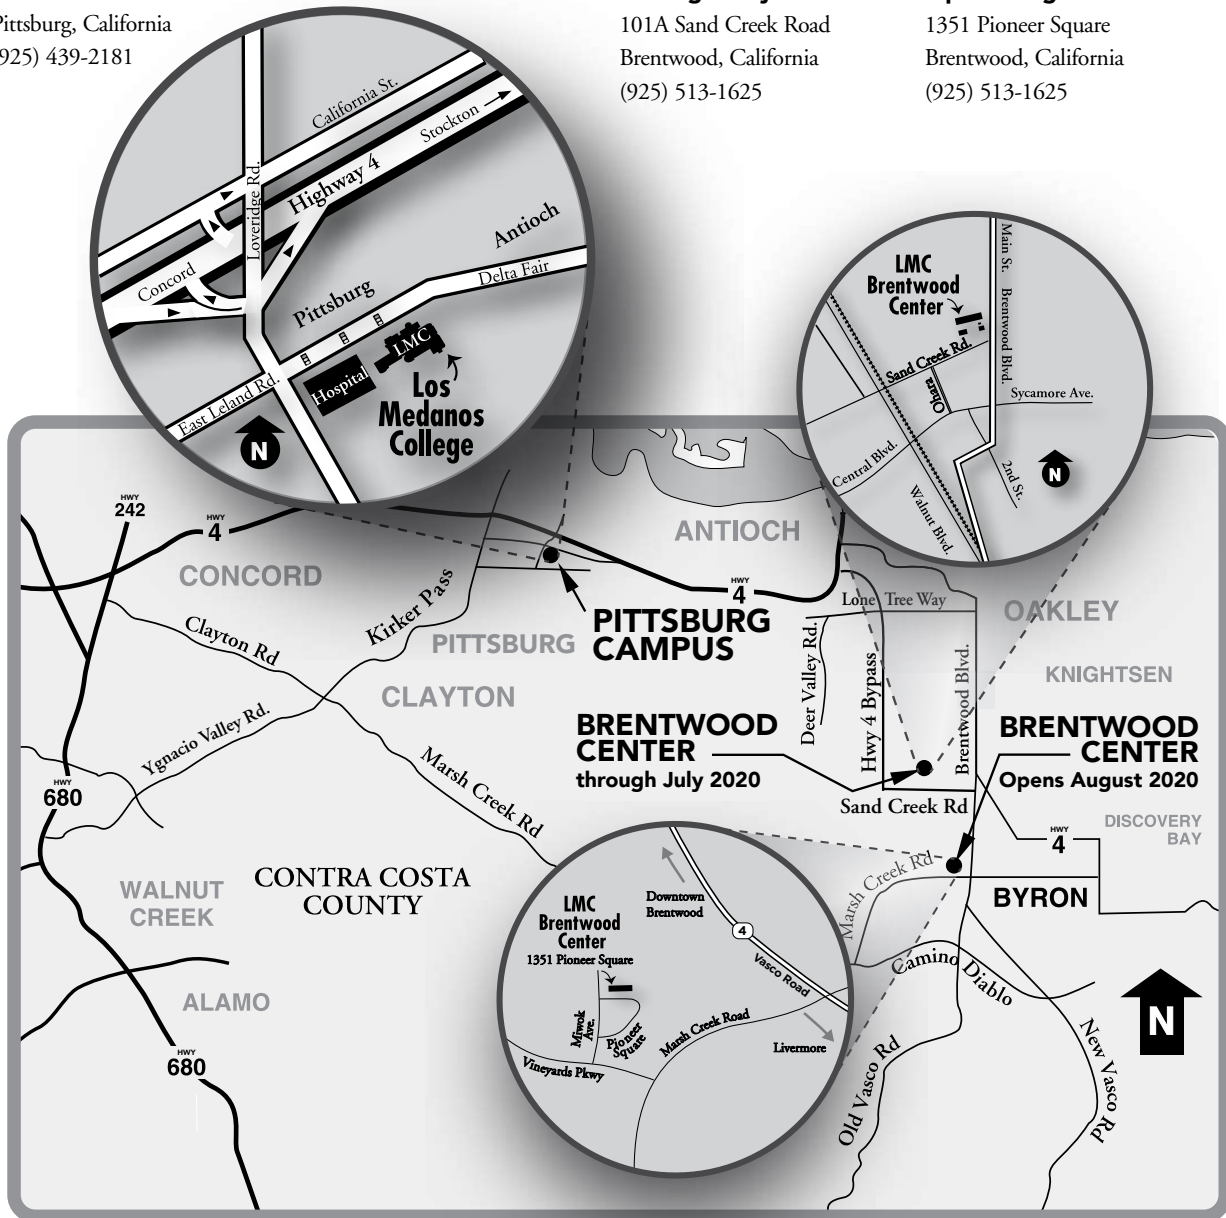 Pittsburg, California
(925) 439-2181
101A Sand Creek Road
Brentwood, California
(925) 513-1625
1351 Pioneer Square
Brentwood, California
(925) 513-1625
California St.
Stockton
Highway 4
Loveridge Rd.
Concord
Antioch
Delta Fair
Pittsburg
LMC
Hospital
East Leland Rd.
Los
Medanos
College
N
LMC
Brentwood
Center
Main St.
Brentwood Blvd.
Sand Creek Rd.
Ohara
Sycamore Ave.
Central Blvd.
2nd St.
Walnut Blvd.
N
HWY
242
HWY
4
ANTIOCH
CONCORD
HWY
4
Lone Tree Way
OAKLEY
Kirker Pass
PITTSBURG
CAMPUS
Clayton Rd
PITTSBURG
CLAYTON
Deer Valley Rd.
Hwy 4 Bypass
Brentwood Blvd.
KNIGHTSEN
Ygnacio Valley Rd.
BRENTWOOD
CENTER
through July 2020
BRENTWOOD
CENTER
Opens August 2020
Marsh Creek Rd
HWY
680
Sand Creek Rd
DISCOVERY
BAY
HWY
4
Marsh Creek Rd
BYRON
CONTRA COSTA
COUNTY
WALNUT
CREEK
LMC
Brentwood
Center
1351 Pioneer Square
Downtown
Brentwood
4
Vasco Road
Miwok
Ave.
Pioneer
Square
Marsh Creek Road
Livermore
Vineyards Pkwy
Camino Diablo
ALAMO
N
HWY
680
Old Vasco Rd
New Vasco Rd